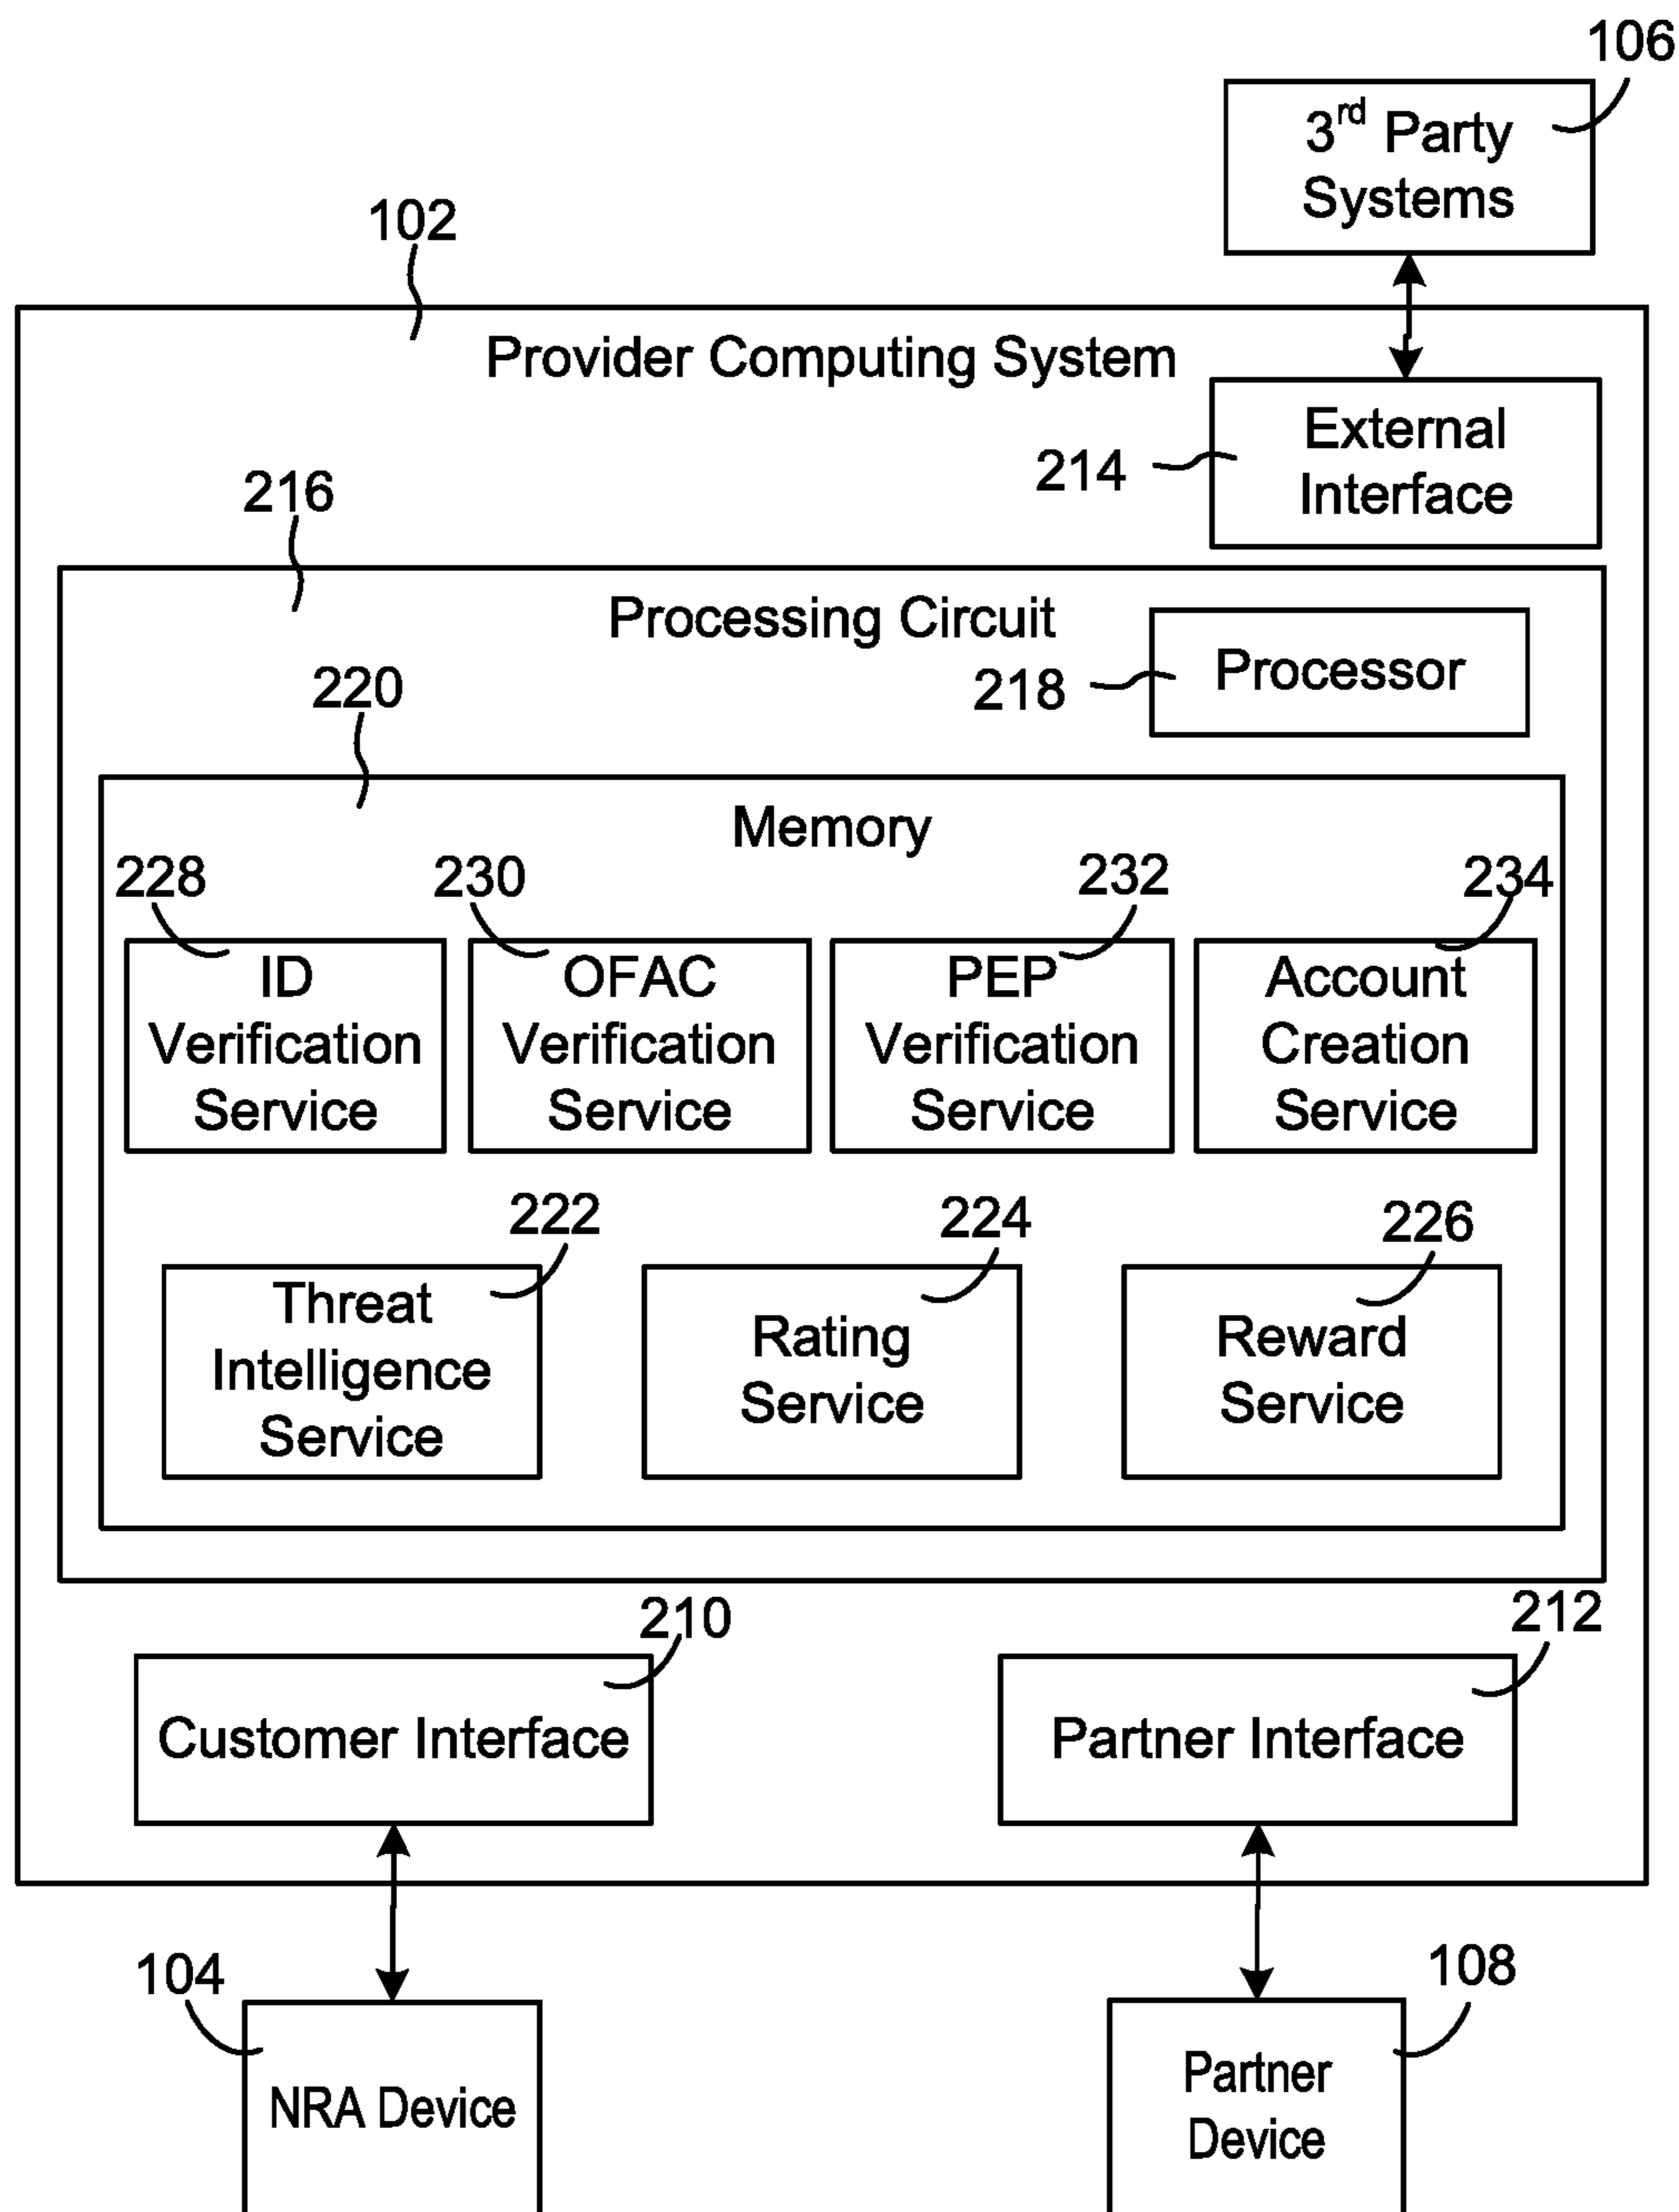 106
3rd Party
Systems
102
Provider Computing System
External
Interface
214
216
Processing Circuit
Processor
218
220
Memory
228
230
232
234
ID
Verification
Service
OFAC
Verification
Service
PEP
Verification
Service
Account
Creation
Service
222
224
226
Threat
Intelligence
Service
Rating
Service
Reward
Service
210
212
Customer Interface
Partner Interface
104
108
NRA Device
Partner
Device